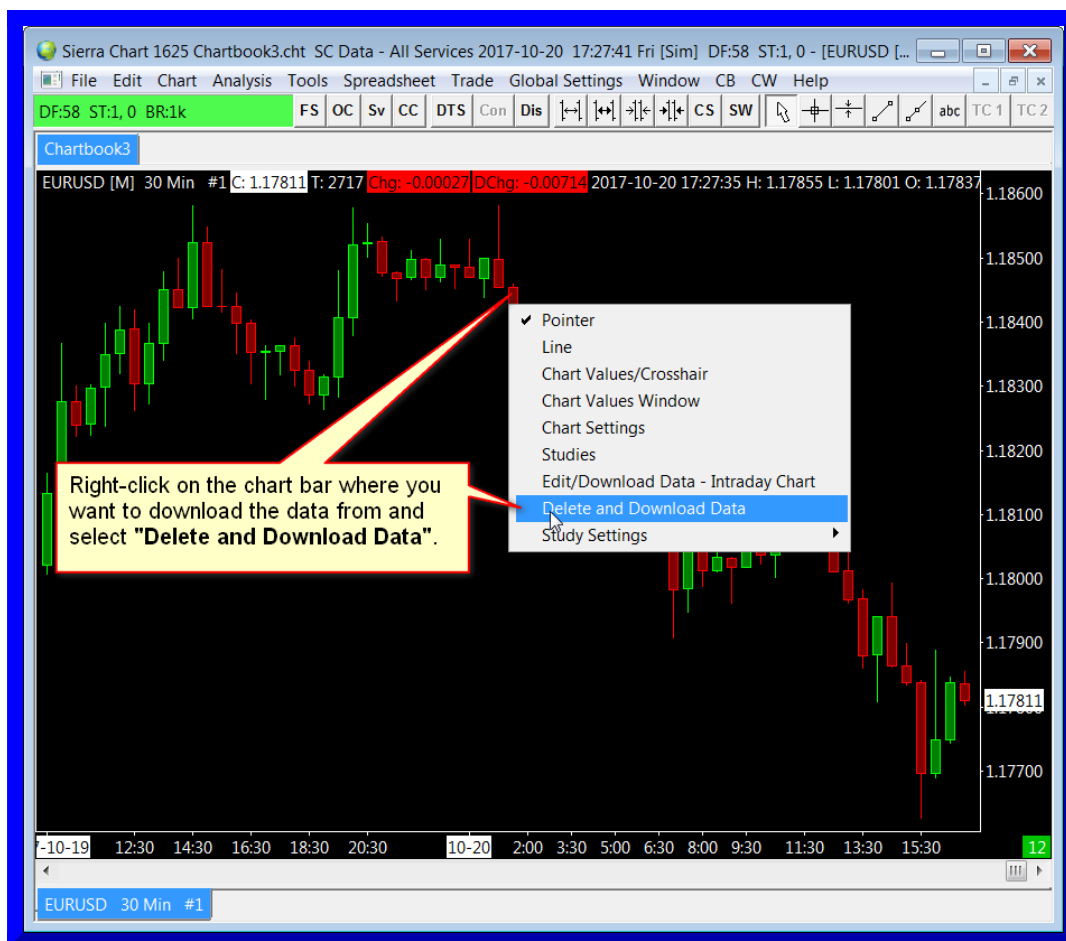 Sierra Chart 1625 Chartbook3.cht SC Data - All Services 2017-10-20 17:27:41 Fri [Sim] DF:58 ST:1, 0 - [EURUSD [...
File Edit Chart Analysis Tools Spreadsheet Trade Global Settings Window CB CW Help
DF:58 ST:1, 0 BR:1k FS OC Sv CC DTS Con Dis CS SW abc TC 1 TC 2
Chartbook3
EURUSD [M] 30 Min #1 C: 1.17811 T: 2717 Chg: -0.00027 DChg: -0.00714 2017-10-20 17:27:35 H: 1.17855 L: 1.17801 O: 1.17837
1.18600
1.18500
1.18400
1.18300
1.18200
1.18100
1.18000
1.17900
1.17811
1.17700
Pointer
Line
Chart Values/Crosshair
Chart Values Window
Chart Settings
Studies
Edit/Download Data - Intraday Chart
Delete and Download Data
Study Settings
Right-click on the chart bar where you
want to download the data from and
select "Delete and Download Data".
-10-19 12:30 14:30 16:30 18:30 20:30 10-20 2:00 3:30 5:00 6:30 8:00 9:30 11:30 13:30 15:30 12
EURUSD 30 Min #1